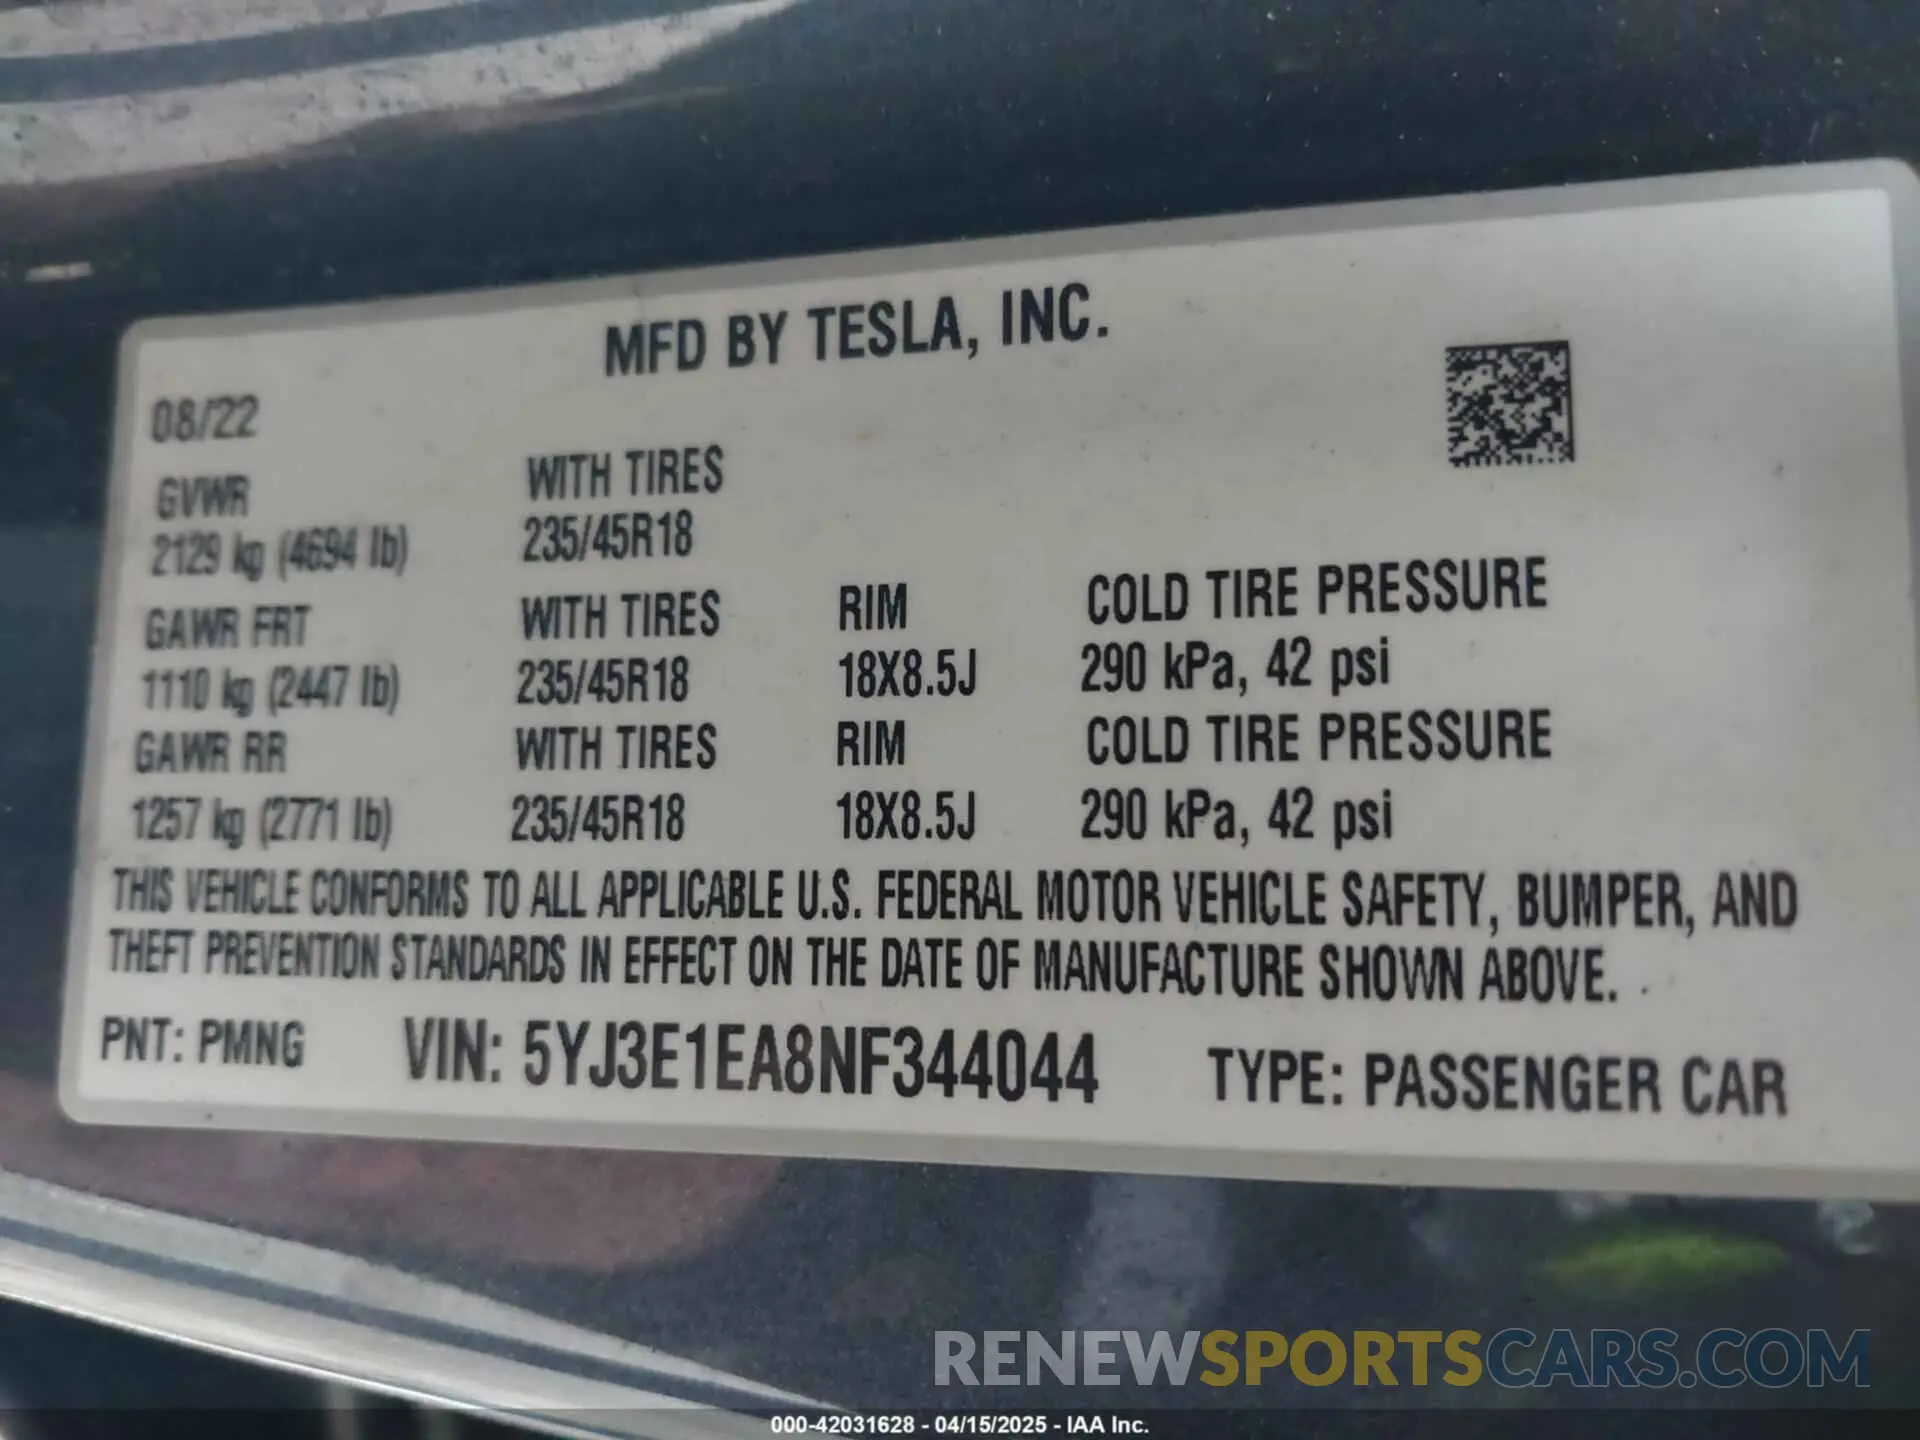 MFD BY TESLA, INC.
08/22
GVWR WITH TIRES
2129 kg (4694 lb) 235/45R18
GAWR FRT WITH TIRES RIM COLD TIRE PRESSURE
1110 kg (2447 lb) 235/45R18 18X8.5J 290 kPa, 42 psi
GAWR RR WITH TIRES RIM COLD TIRE PRESSURE
1257 kg (2771 lb) 235/45R18 18X8.5J 290 kPa, 42 psi
THIS VEHICLE CONFORMS TO ALL APPLICABLE U.S. FEDERAL MOTOR VEHICLE SAFETY, BUMPER, AND
THEFT PREVENTION STANDARDS IN EFFECT ON THE DATE OF MANUFACTURE SHOWN ABOVE.
PNT: PMNG VIN: 5YJ3E1EA8NF344044 TYPE: PASSENGER CAR
RENEWSPORTSCARS.COM
000-42031628 - 04/15/2025 - IAA Inc.